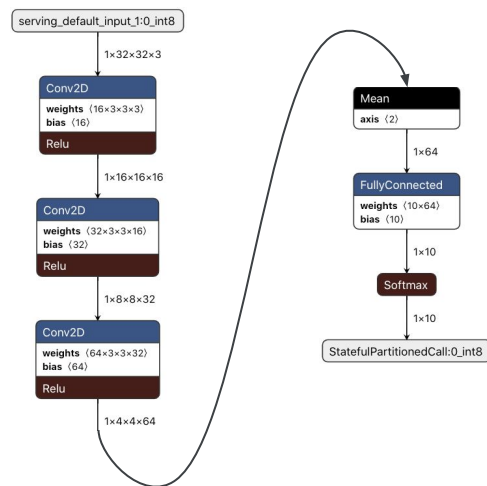 serving_default_input_1:0_int8
1×32×32×3
Conv2D
weights ⟨16×3×3×3⟩
bias ⟨16⟩
Relu
1×16×16×16
Conv2D
weights ⟨32×3×3×16⟩
bias ⟨32⟩
Relu
1×8×8×32
Conv2D
weights ⟨64×3×3×32⟩
bias ⟨64⟩
Relu
1×4×4×64
Mean
axis ⟨2⟩
1×64
FullyConnected
weights ⟨10×64⟩
bias ⟨10⟩
1×10
Softmax
1×10
StatefulPartitionedCall:0_int8